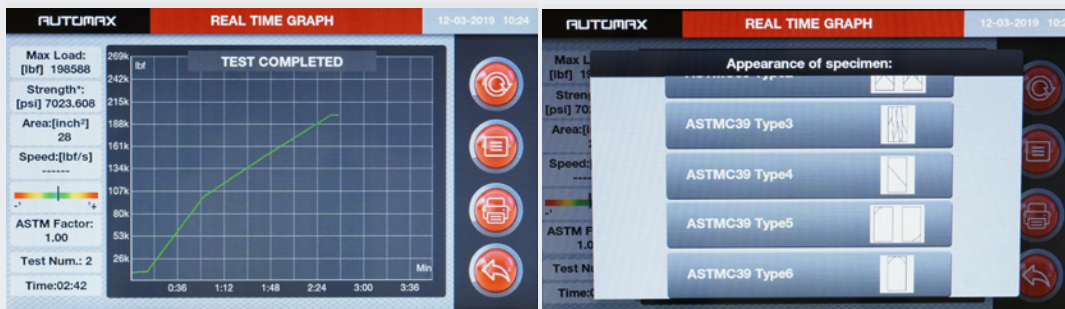 AUTOMAX
REAL TIME GRAPH
12-03-2019 10:24
Max Load:
[lbf] 198588
Strength*:
[psi] 7023.608
Area:[inch²]
28
Speed:[lbf/s]
------
-' '+
ASTM Factor:
1.00
Test Num.: 2
Time:02:42
TEST COMPLETED
lbf
269k
242k
215k
188k
161k
134k
107k
80k
53k
26k
Min
0:36 1:12 1:48 2:24 3:00 3:36
AUTOMAX
REAL TIME GRAPH
12-03-2019 10:2
Appearance of specimen:
ASTMC39 Type2
ASTMC39 Type3
ASTMC39 Type4
ASTMC39 Type5
ASTMC39 Type6
Max L
[lbf] 19
Stren
[psi] 70
Area:[i
Speed:[
---
-'
ASTM F
1.0
Test Nu
Time: